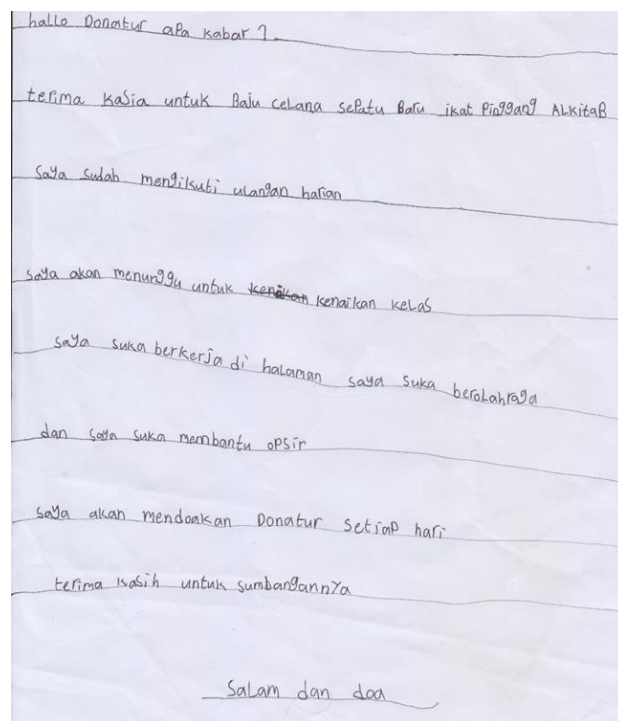 hallo Donatur apa kabar?
terima kasia untuk Baju celana sepatu Baru ikat Pinggang ALKitaB
saya sudah mengikuti ulangan harian
saya akan menunggu untuk kenaikan kenaikan kelas
saya suka berkerja di halaman saya suka berolahraga
dan saya suka membantu opsir
saya akan mendoakan Donatur setiap hari
terima kasih untuk sumbangannya
Salam dan doa